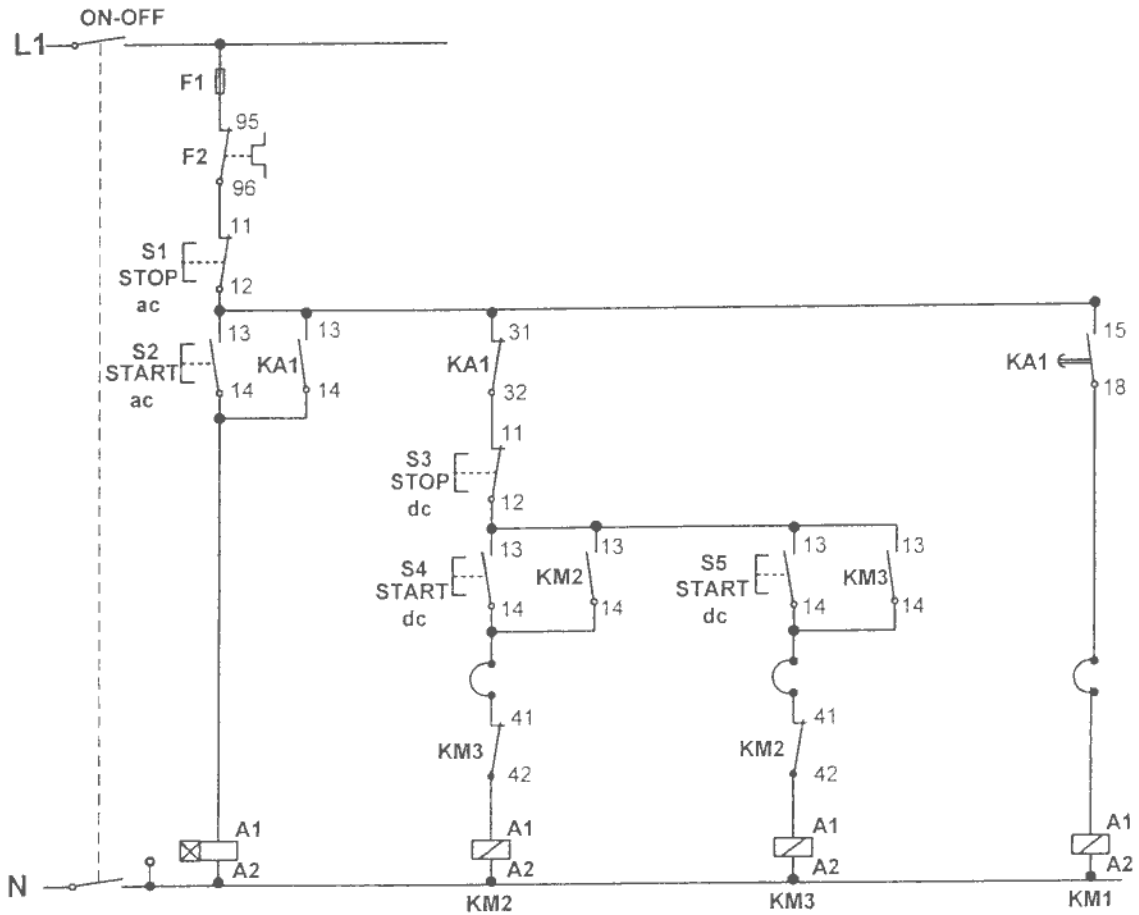 ON-OFF
L1
F1
95
F2
96
11
S1
STOP
ac
12
13
S2
START
ac
14
13
KA1
14
31
KA1
32
15
KA1
18
11
S3
STOP
dc
12
13
S4
START
dc
14
13
KM2
14
13
S5
START
dc
14
13
KM3
14
41
KM3
42
41
KM2
42
A1
A2
A1
A2
A1
A2
A1
A2
N
KM2
KM3
KM1